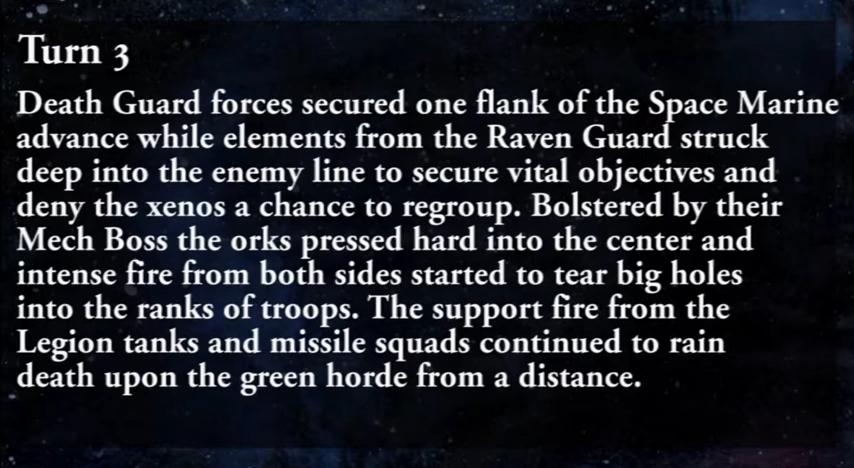 Turn 3
Death Guard forces secured one flank of the Space Marine
advance while elements from the Raven Guard struck
deep into the enemy line to secure vital objectives and
deny the xenos a chance to regroup. Bolstered by their
Mech Boss the orks pressed hard into the center and
intense fire from both sides started to tear big holes
into the ranks of troops. The support fire from the
Legion tanks and missile squads continued to rain
death upon the green horde from a distance.